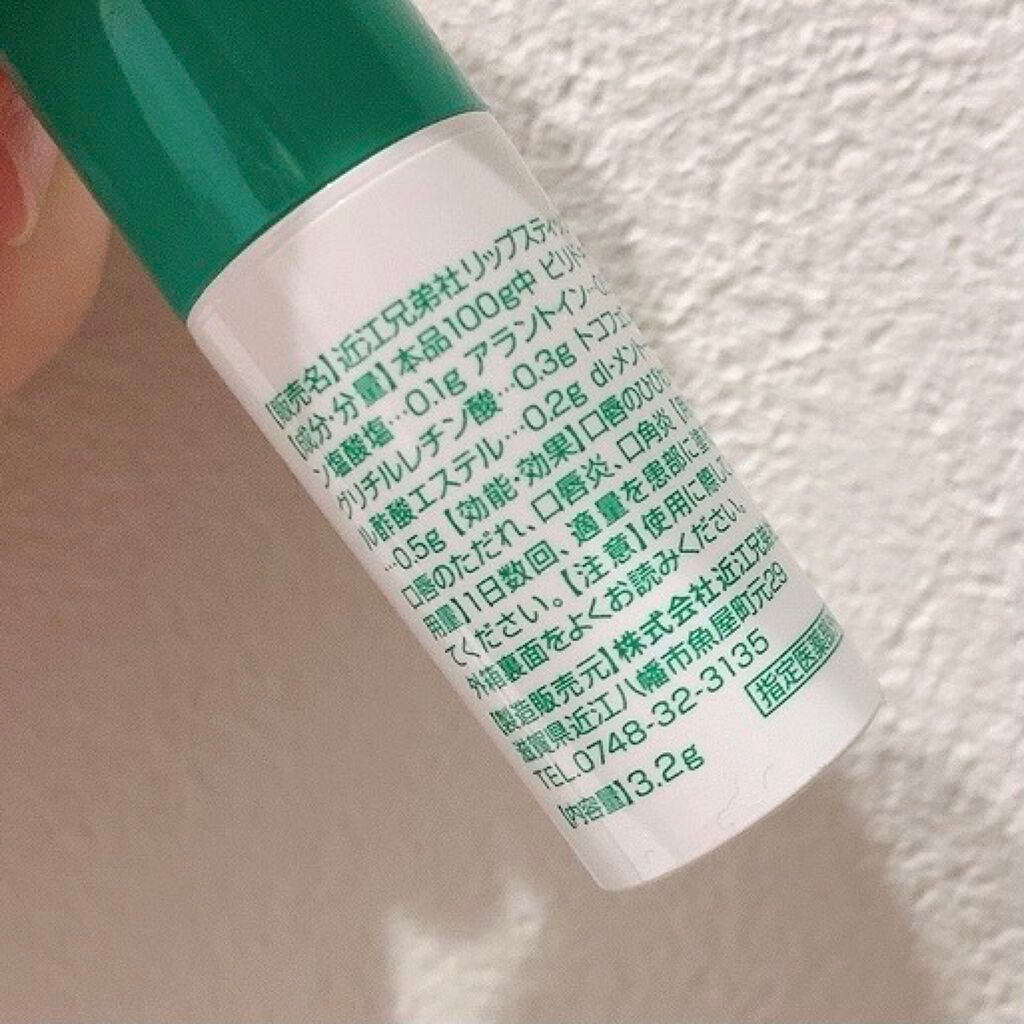 【販売名】近江兄弟社リップスティッ
【成分・分量】本品100g中 ピリド
ン塩酸塩…0.1g アラントイン…0
グリチルレチン酸…0.3g トコフェ
ル酢酸エステル…0.2g dl-メント
…0.5g【効能・効果】口唇のひび
口唇のただれ、口唇炎、口角炎【
用量】1日数回、適量を患部に塗
てください。【注意】使用に際し
外箱裏面をよくお読みください。
【製造販売元】株式会社近江兄弟
滋賀県近江八幡市魚屋町元29
TEL.0748-32-3135
指定医薬部
【内容量】3.2g